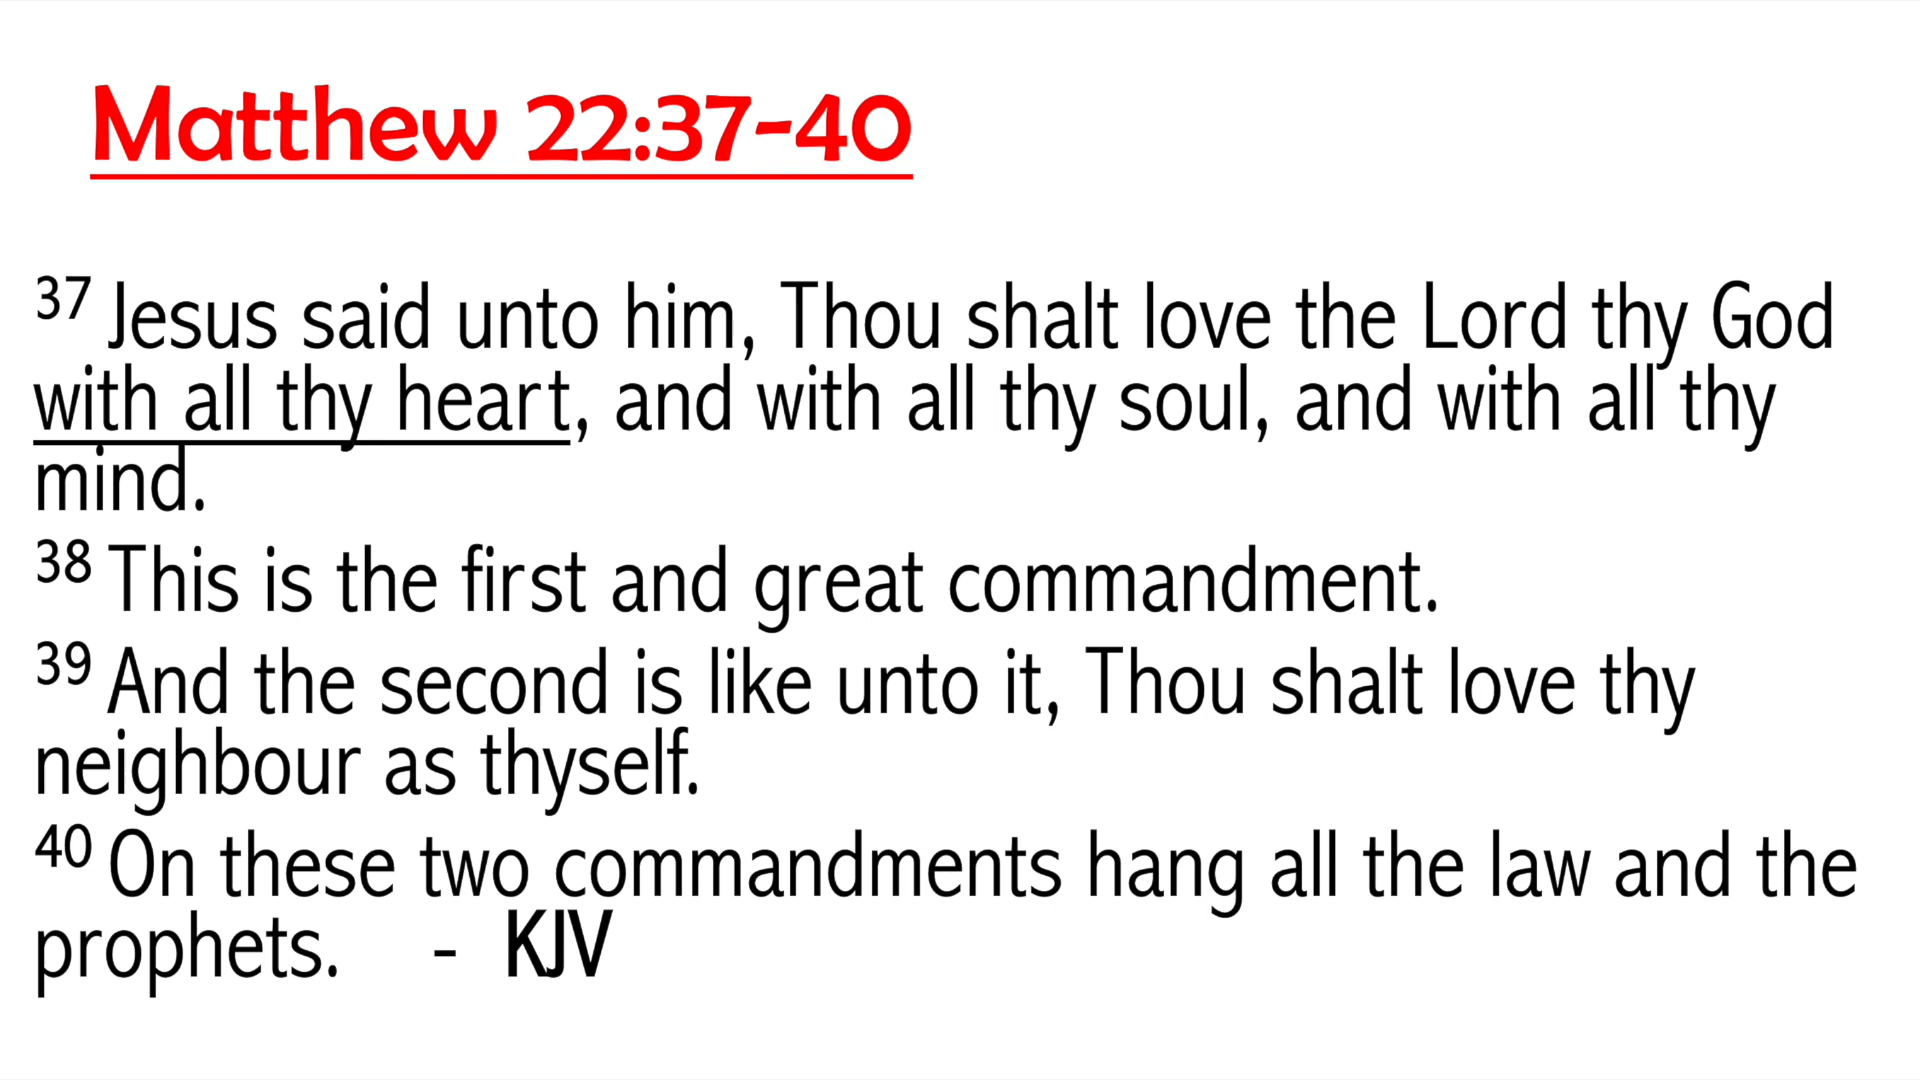 Matthew 22:37-40
37 Jesus said unto him, Thou shalt love the Lord thy God
with all thy heart, and with all thy soul, and with all thy
mind.
38 This is the first and great commandment.
39 And the second is like unto it, Thou shalt love thy
neighbour as thyself.
40 On these two commandments hang all the law and the
prophets. - KJV